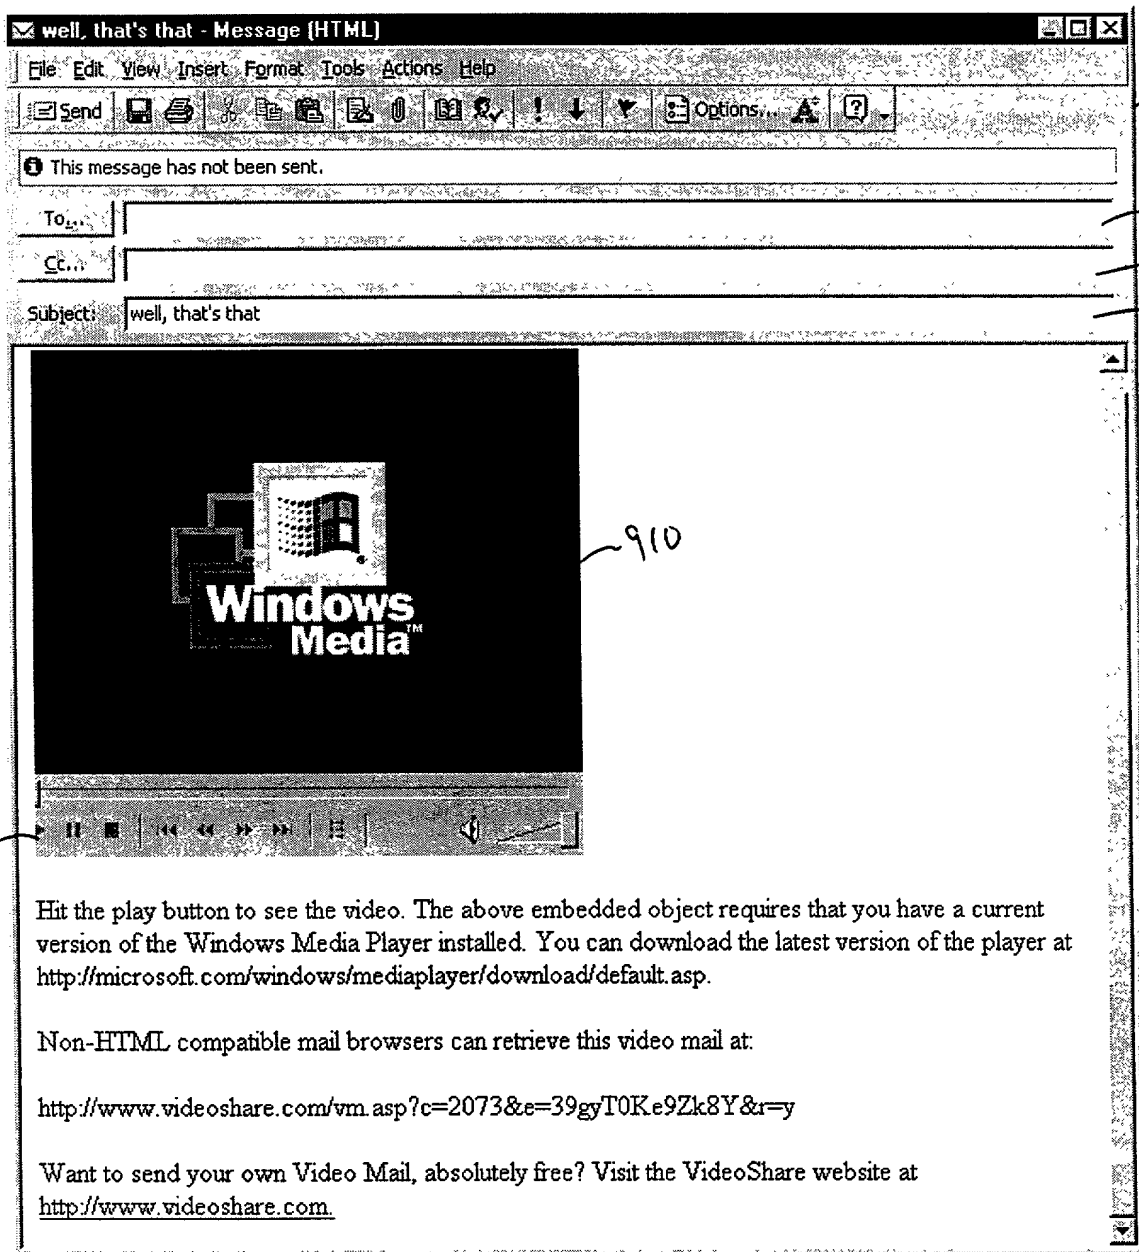 well, that's that - Message (HTML)
File Edit View Insert Format Tools Actions Help
Send Options...
This message has not been sent.
To...
Cc...
Subject: well, that's that
910
Windows
Media™
Hit the play button to see the video. The above embedded object requires that you have a current
version of the Windows Media Player installed. You can download the latest version of the player at
http://microsoft.com/windows/mediaplayer/download/default.asp.
Non-HTML compatible mail browsers can retrieve this video mail at:
http://www.videoshare.com/vm.asp?c=2073&e=39gyT0Ke9Zk8Y&r=y
Want to send your own Video Mail, absolutely free? Visit the VideoShare website at
http://www.videoshare.com.